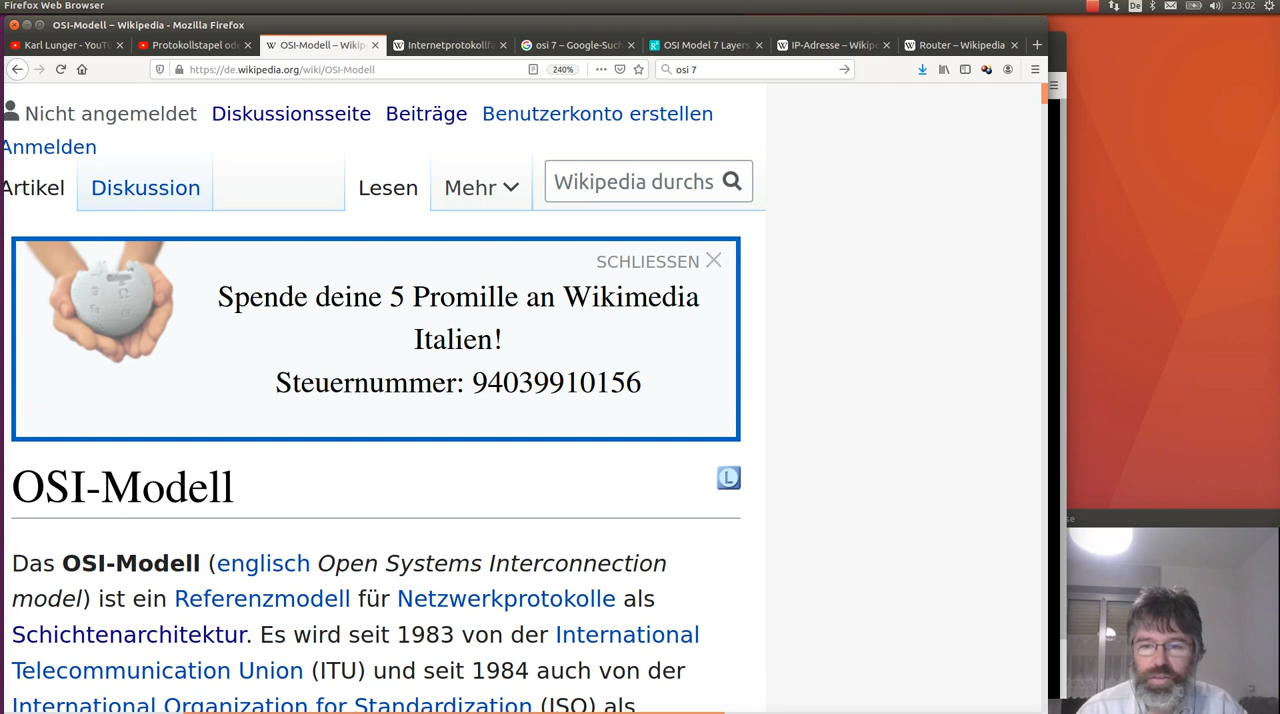 Firefox Web Browser
De
23:02
OSI-Modell – Wikipedia - Mozilla Firefox
Karl Lunger - YouTu
Protokollstapel od
OSI-Modell – Wikip
Internetprotokollfa
osi 7 – Google-Such
OSI Model 7 Layers
IP-Adresse – Wikipe
Router – Wikipedia
https://de.wikipedia.org/wiki/OSI-Modell
240%
osi 7
Nicht angemeldet Diskussionsseite Beiträge Benutzerkonto erstellen
Anmelden
Artikel Diskussion Lesen Mehr Wikipedia durchs
SCHLIESSEN
Spende deine 5 Promille an Wikimedia
Italien!
Steuernummer: 94039910156
OSI-Modell
L
Das OSI-Modell (englisch Open Systems Interconnection
model) ist ein Referenzmodell für Netzwerkprotokolle als
Schichtenarchitektur. Es wird seit 1983 von der International
Telecommunication Union (ITU) und seit 1984 auch von der
International Organization for Standardization (ISO) als
se